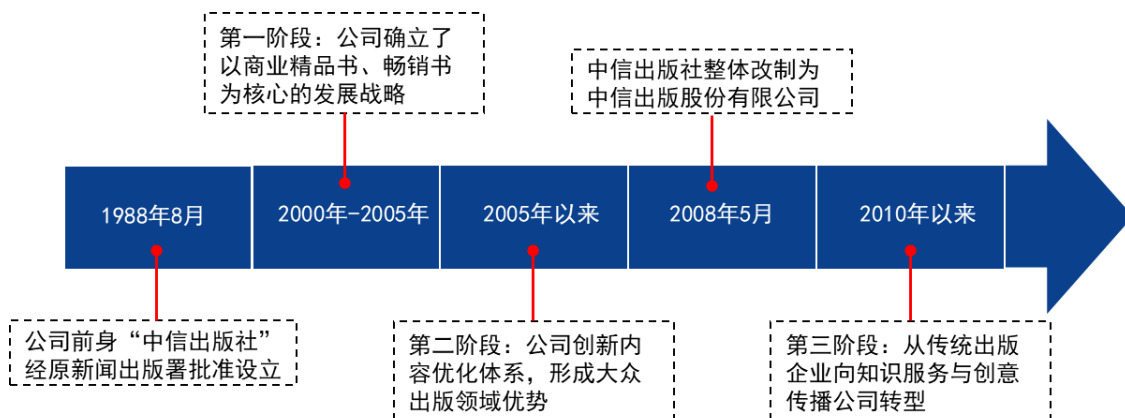 第一阶段：公司确立了
以商业精品书、畅销书
为核心的发展战略
中信出版社整体改制为
中信出版股份有限公司
1988年8月
2000年-2005年
2005年以来
2008年5月
2010年以来
公司前身“中信出版社”
经原新闻出版署批准设立
第二阶段：公司创新内
容优化体系，形成大众
出版领域优势
第三阶段：从传统出版
企业向知识服务与创意
传播公司转型